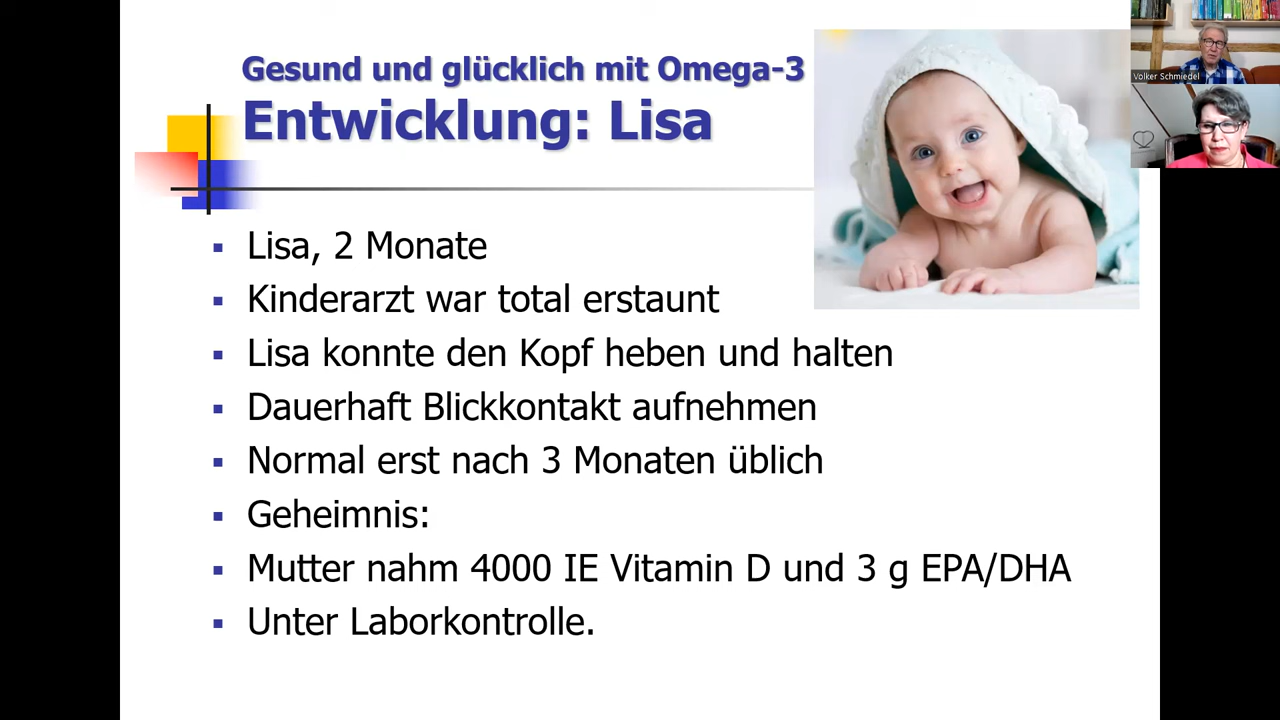 Gesund und glücklich mit Omega-3
Entwicklung: Lisa
Volker Schmiedel
Lisa, 2 Monate
Kinderarzt war total erstaunt
Lisa konnte den Kopf heben und halten
Dauerhaft Blickkontakt aufnehmen
Normal erst nach 3 Monaten üblich
Geheimnis:
Mutter nahm 4000 IE Vitamin D und 3 g EPA/DHA
Unter Laborkontrolle.